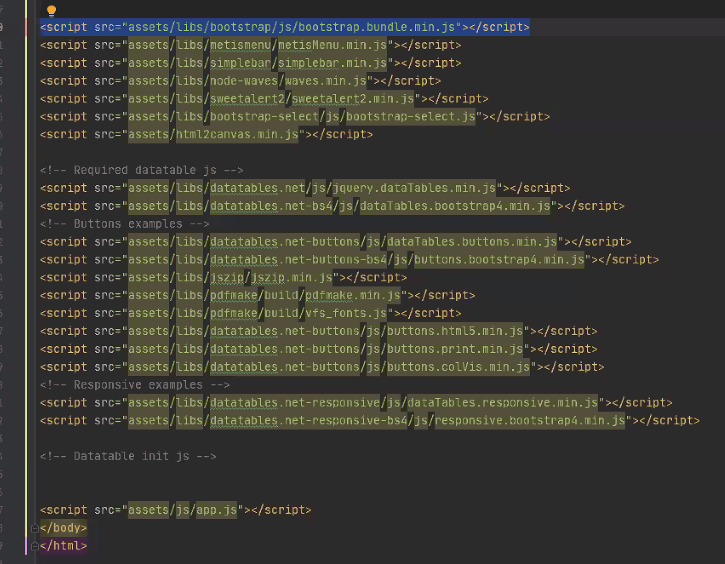 <script src="assets/libs/bootstrap/js/bootstrap.bundle.min.js"></script>
<script src="assets/libs/metismenu/metisMenu.min.js"></script>
<script src="assets/libs/simplebar/simplebar.min.js"></script>
<script src="assets/libs/node-waves/waves.min.js"></script>
<script src="assets/libs/sweetalert2/sweetalert2.min.js"></script>
<script src="assets/libs/bootstrap-select/js/bootstrap-select.js"></script>
<script src="assets/html2canvas.min.js"></script>
<!-- Required datatable js -->
<script src="assets/libs/datatables.net/js/jquery.dataTables.min.js"></script>
<script src="assets/libs/datatables.net-bs4/js/dataTables.bootstrap4.min.js"></script>
<!-- Buttons examples -->
<script src="assets/libs/datatables.net-buttons/js/dataTables.buttons.min.js"></script>
<script src="assets/libs/datatables.net-buttons-bs4/js/buttons.bootstrap4.min.js"></script>
<script src="assets/libs/jszip/jszip.min.js"></script>
<script src="assets/libs/pdfmake/build/pdfmake.min.js"></script>
<script src="assets/libs/pdfmake/build/vfs_fonts.js"></script>
<script src="assets/libs/datatables.net-buttons/js/buttons.html5.min.js"></script>
<script src="assets/libs/datatables.net-buttons/js/buttons.print.min.js"></script>
<script src="assets/libs/datatables.net-buttons/js/buttons.colVis.min.js"></script>
<!-- Responsive examples -->
<script src="assets/libs/datatables.net-responsive/js/dataTables.responsive.min.js"></script>
<script src="assets/libs/datatables.net-responsive-bs4/js/responsive.bootstrap4.min.js"></script>
<!-- Datatable init js -->
<script src="assets/js/app.js"></script>
</body>
</html>